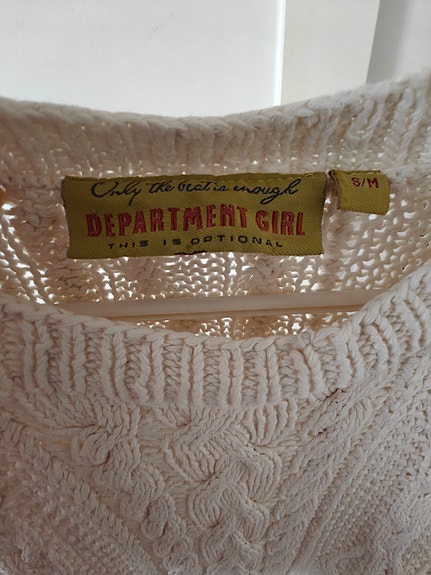 Only the best is enough
DEPARTMENT GIRL
THIS IS OPTIONAL
S/M